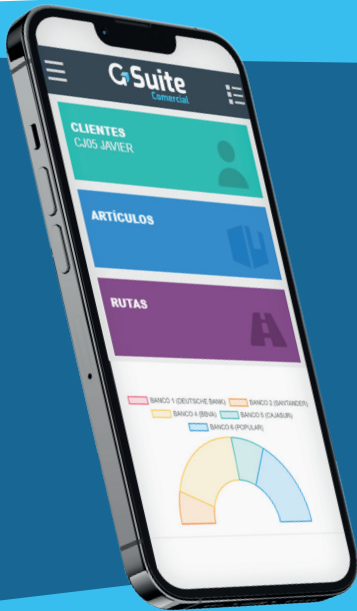 G Suite
Comercial
CLIENTES
CJ05 JAVIER
ARTÍCULOS
RUTAS
BANCO 1 (DEUTSCHE BANK) BANCO 2 (SANTANDER)
BANCO 4 (BBVA) BANCO 5 (CAJASUR)
BANCO 6 (POPULAR)